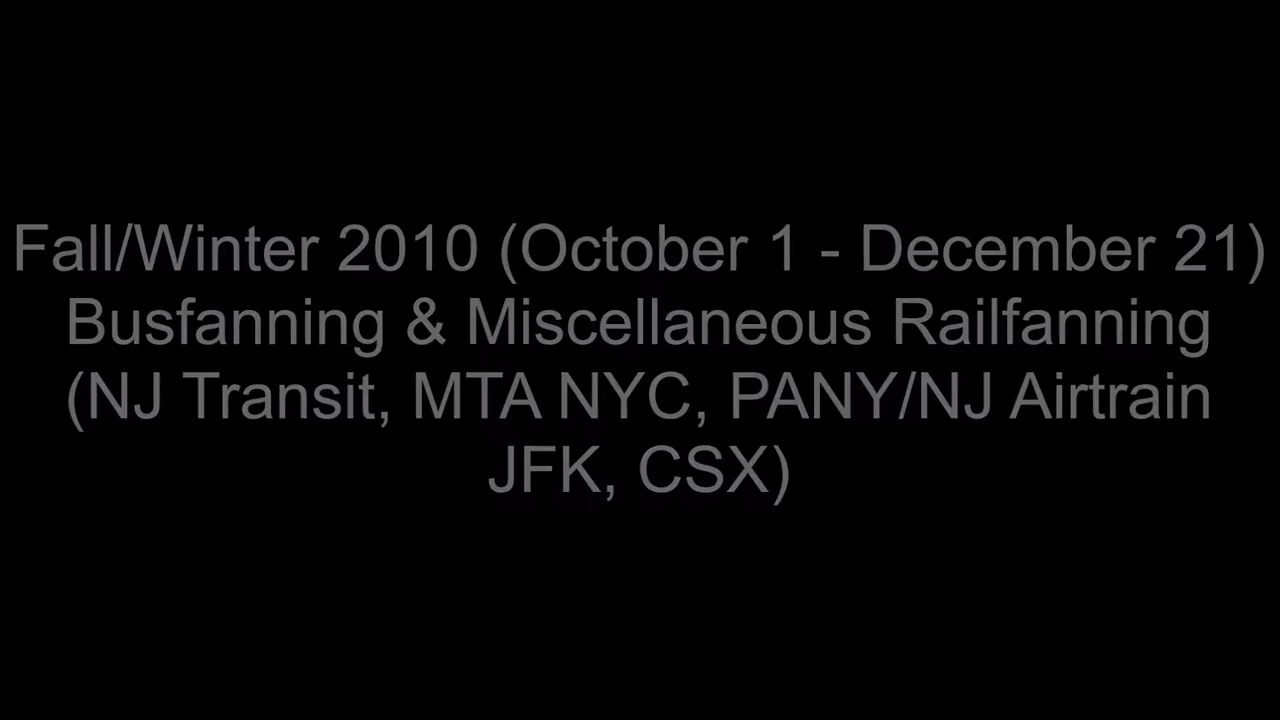 Fall/Winter 2010 (October 1 - December 21)
Busfanning & Miscellaneous Railfanning
(NJ Transit, MTA NYC, PANY/NJ Airtrain
JFK, CSX)